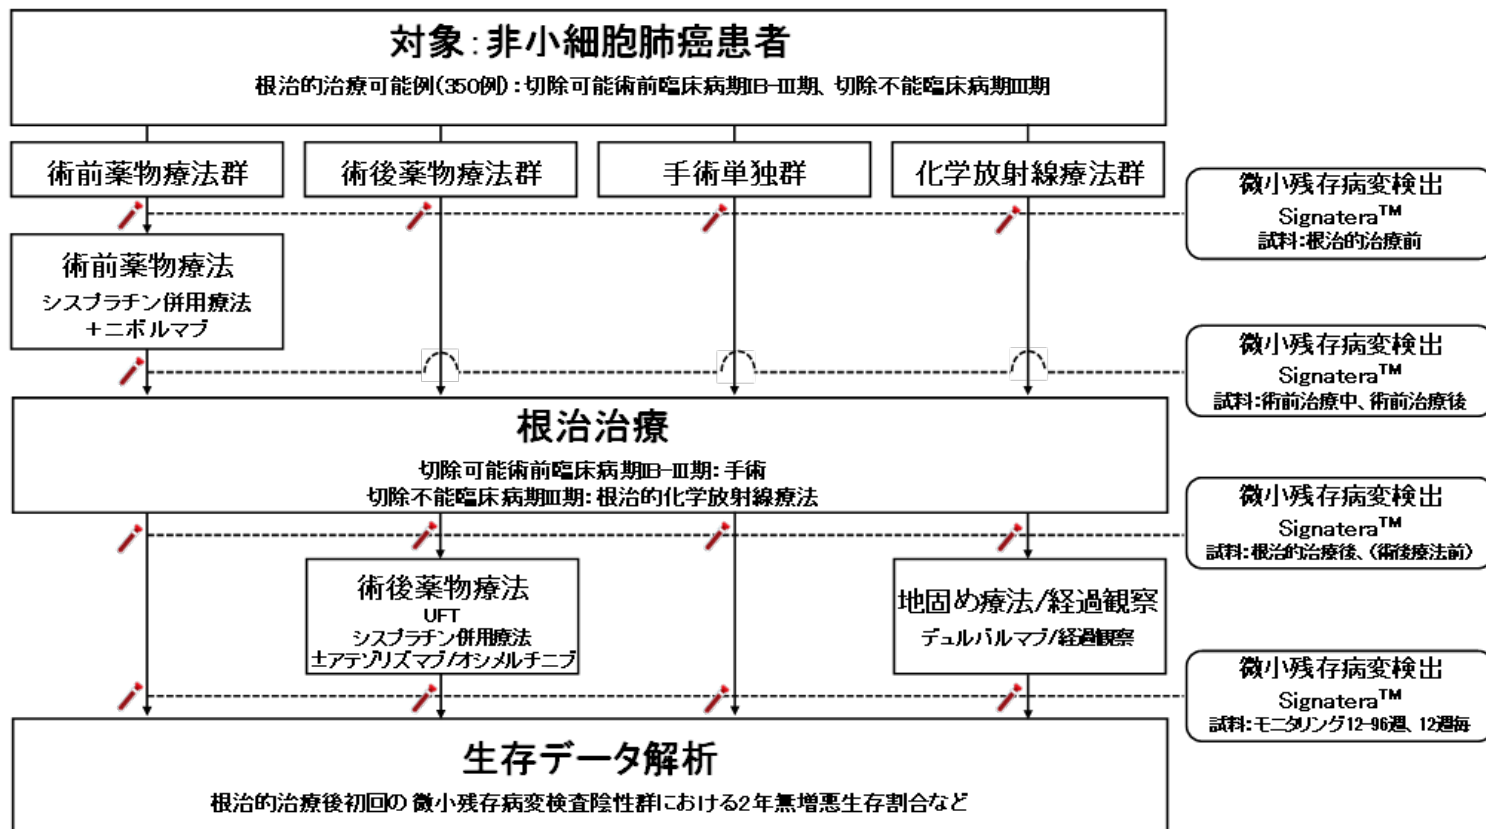 対象：非小細胞肺癌患者
根治的治療可能例(350例)：切除可能術前臨床病期IB-III期、切除不能臨床病期III期
術前薬物療法群
術後薬物療法群
手術単独群
化学放射線療法群
微小残存病変検出
Signatera™
試料：根治的治療前
術前薬物療法
シスプラチン併用療法
＋ニボルマブ
微小残存病変検出
Signatera™
試料：術前治療中、術前治療後
根治治療
切除可能術前臨床病期IB-III期：手術
切除不能臨床病期III期：根治的化学放射線療法
微小残存病変検出
Signatera™
試料：根治的治療後、(術後療法前)
術後薬物療法
UFT
シスプラチン併用療法
±アテゾリズマブ/オシメルチニブ
地固め療法/経過観察
デュルバルマブ/経過観察
微小残存病変検出
Signatera™
試料：モニタリング12-96週、12週毎
生存データ解析
根治的治療後初回の 微小残存病変検査陰性群における2年無増悪生存割合など